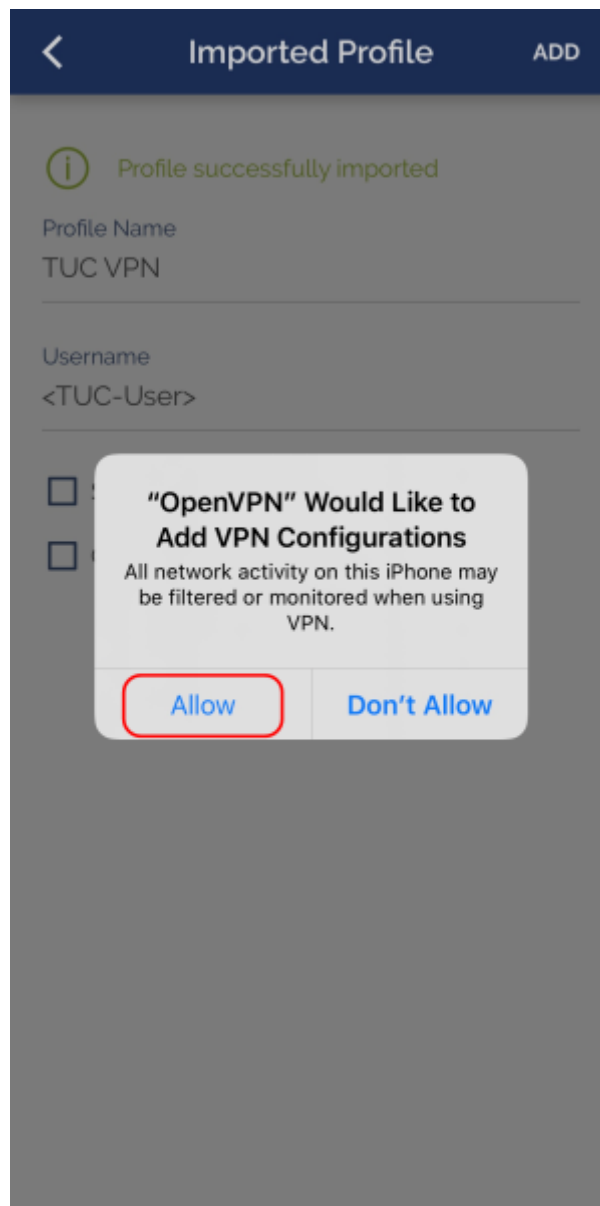 Imported Profile ADD
Profile successfully imported
Profile Name
TUC VPN
Username
<TUC-User>
“OpenVPN” Would Like to
Add VPN Configurations
All network activity on this iPhone may
be filtered or monitored when using
VPN.
Allow Don’t Allow